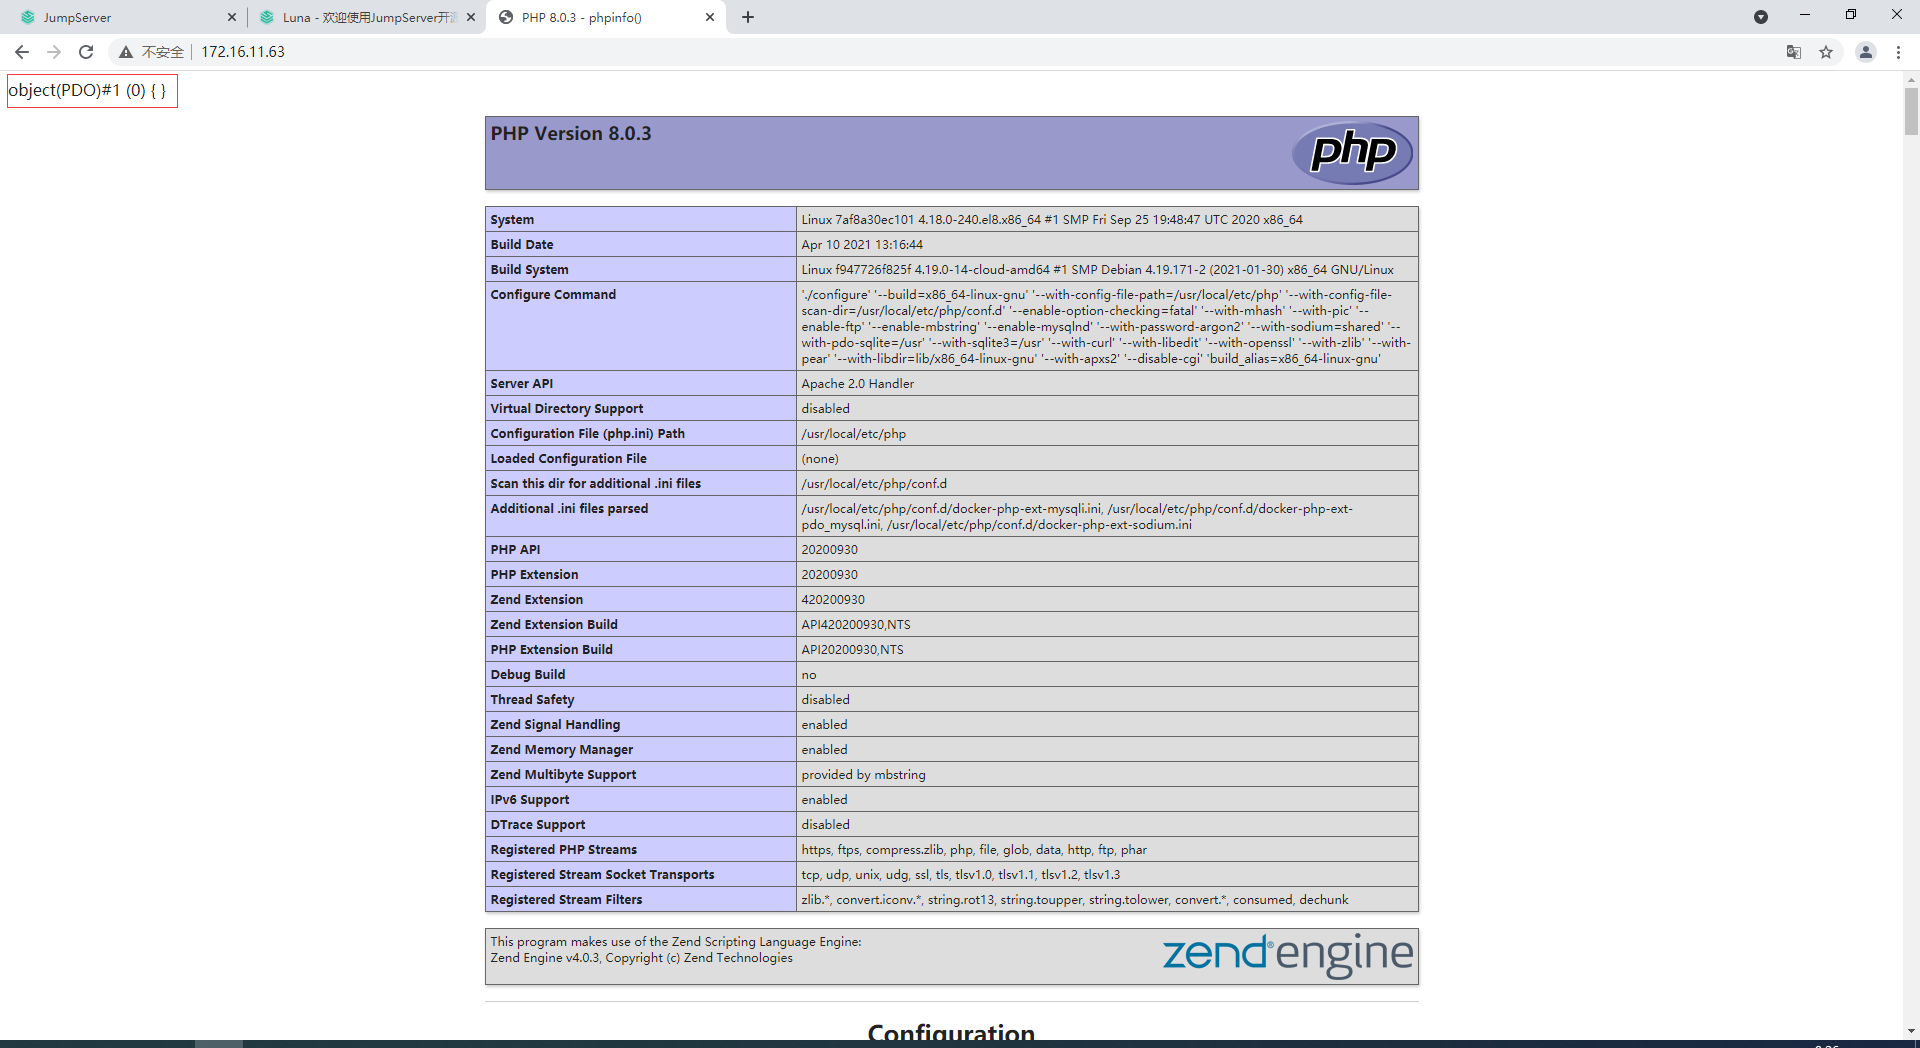 JumpServer
Luna - 欢迎使用JumpServer开源
PHP 8.0.3 - phpinfo()
不安全 172.16.11.63
object(PDO)#1 (0) { }
PHP Version 8.0.3
php
System Linux 7af8a30ec101 4.18.0-240.el8.x86_64 #1 SMP Fri Sep 25 19:48:47 UTC 2020 x86_64
Build Date Apr 10 2021 13:16:44
Build System Linux f947726f825f 4.19.0-14-cloud-amd64 #1 SMP Debian 4.19.171-2 (2021-01-30) x86_64 GNU/Linux
Configure Command './configure' '--build=x86_64-linux-gnu' '--with-config-file-path=/usr/local/etc/php' '--with-config-file-
scan-dir=/usr/local/etc/php/conf.d' '--enable-option-checking=fatal' '--with-mhash' '--with-pic' '--
enable-ftp' '--enable-mbstring' '--enable-mysqlnd' '--with-password-argon2' '--with-sodium=shared' '--
with-pdo-sqlite=/usr' '--with-sqlite3=/usr' '--with-curl' '--with-libedit' '--with-openssl' '--with-zlib' '--with-
pear' '--with-libdir=lib/x86_64-linux-gnu' '--with-apxs2' '--disable-cgi' 'build_alias=x86_64-linux-gnu'
Server API Apache 2.0 Handler
Virtual Directory Support disabled
Configuration File (php.ini) Path /usr/local/etc/php
Loaded Configuration File (none)
Scan this dir for additional .ini files /usr/local/etc/php/conf.d
Additional .ini files parsed /usr/local/etc/php/conf.d/docker-php-ext-mysqli.ini, /usr/local/etc/php/conf.d/docker-php-ext-
pdo_mysql.ini, /usr/local/etc/php/conf.d/docker-php-ext-sodium.ini
PHP API 20200930
PHP Extension 20200930
Zend Extension 420200930
Zend Extension Build API420200930,NTS
PHP Extension Build API20200930,NTS
Debug Build no
Thread Safety disabled
Zend Signal Handling enabled
Zend Memory Manager enabled
Zend Multibyte Support provided by mbstring
IPv6 Support enabled
DTrace Support disabled
Registered PHP Streams https, ftps, compress.zlib, php, file, glob, data, http, ftp, phar
Registered Stream Socket Transports tcp, udp, unix, udg, ssl, tls, tlsv1.0, tlsv1.1, tlsv1.2, tlsv1.3
Registered Stream Filters zlib.*, convert.iconv.*, string.rot13, string.toupper, string.tolower, convert.*, consumed, dechunk
This program makes use of the Zend Scripting Language Engine:
Zend Engine v4.0.3, Copyright (c) Zend Technologies
zend® engine
Configuration